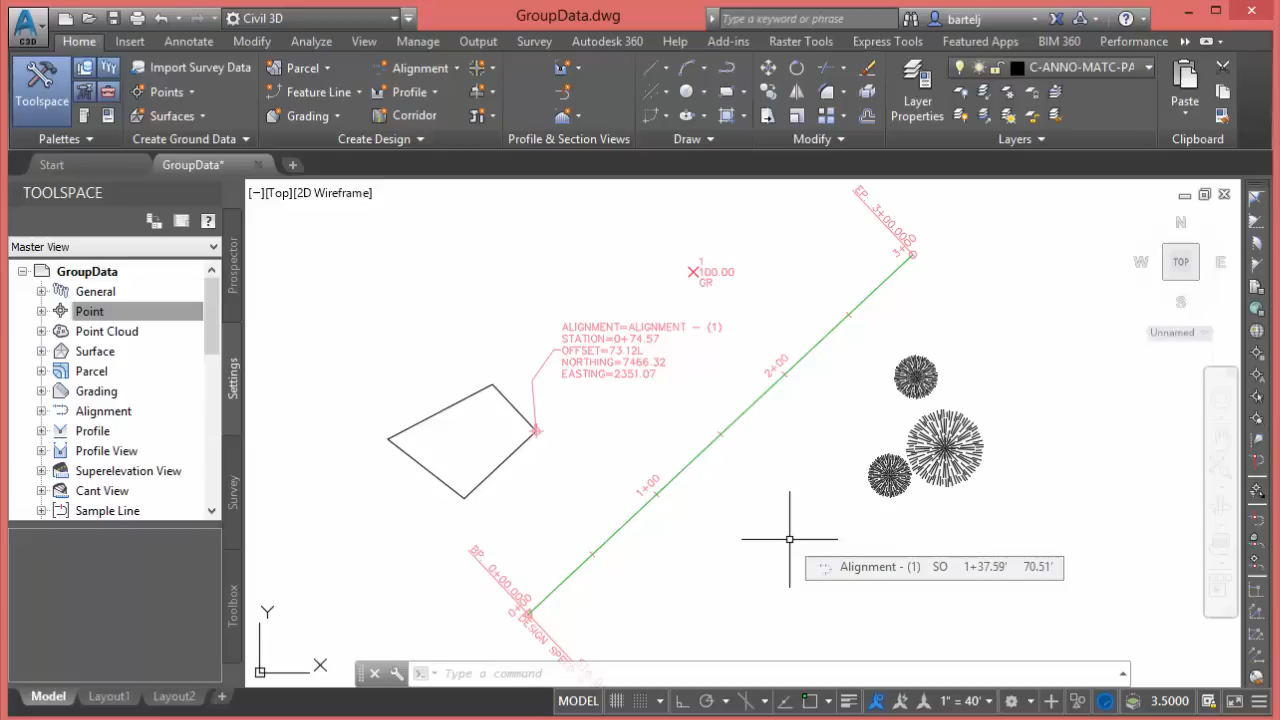 C3D
Civil 3D
GroupData.dwg
Type a keyword or phrase
bartelj
Home
Insert
Annotate
Modify
Analyze
View
Manage
Output
Survey
Autodesk 360
Help
Add-ins
Raster Tools
Express Tools
Featured Apps
BIM 360
Performance
Toolspace
Import Survey Data
Points
Surfaces
Parcel
Feature Line
Grading
Alignment
Profile
Corridor
Layer
Properties
C-ANNO-MATC-PA
Paste
Palettes
Create Ground Data
Create Design
Profile & Section Views
Draw
Modify
Layers
Clipboard
Start
GroupData*
TOOLSPACE
Master View
GroupData
General
Point
Point Cloud
Surface
Parcel
Grading
Alignment
Profile
Profile View
Superelevation View
Cant View
Sample Line
Prospector
Settings
Survey
Toolbox
[−][Top][2D Wireframe]
1
100.00
GR
ALIGNMENT=ALIGNMENT - (1)
STATION=0+74.57
OFFSET=73.12L
NORTHING=7466.32
EASTING=2351.07
EP: 3+00.00
2+00
1+00
BP: 0+00.00
N
W
TOP
E
S
Unnamed
Alignment - (1) SO 1+37.59' 70.51'
Y
X
Type a command
Model
Layout1
Layout2
MODEL
1" = 40'
3.5000